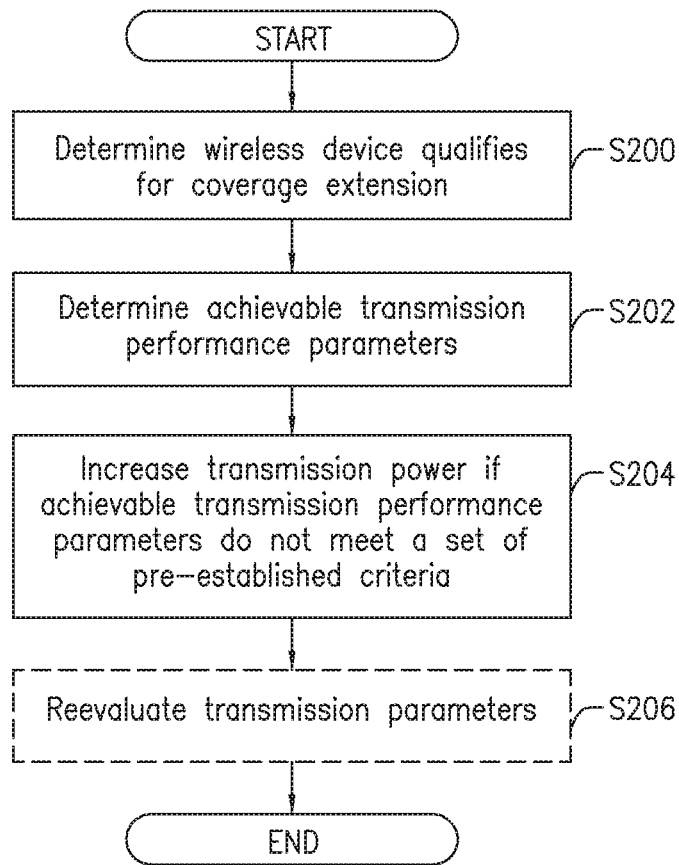 START
Determine wireless device qualifies
for coverage extension
S200
Determine achievable transmission
performance parameters
S202
Increase transmission power if
achievable transmission performance
parameters do not meet a set of
pre-established criteria
S204
Reevaluate transmission parameters
S206
END